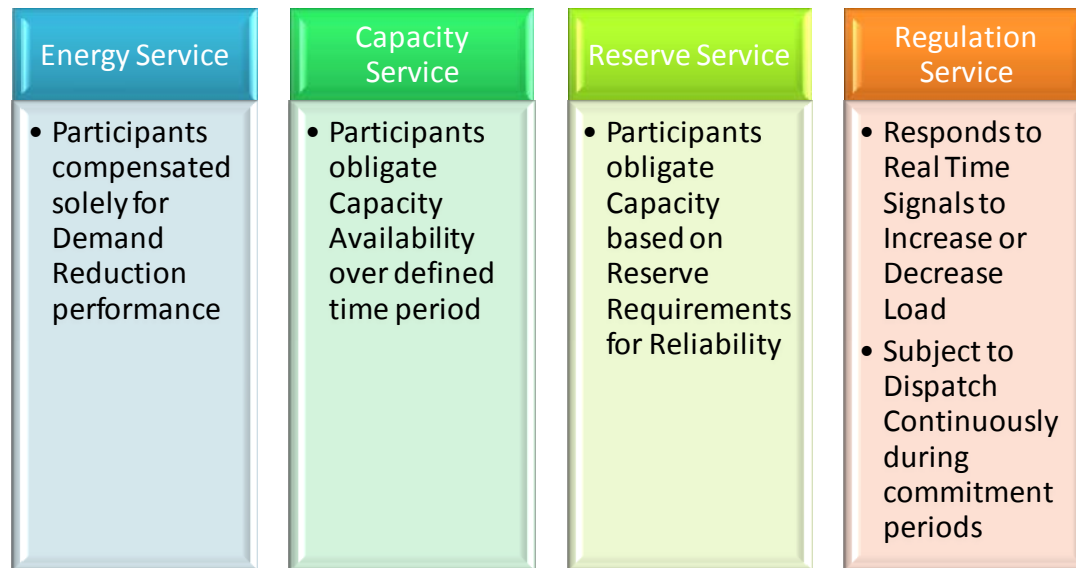 Energy Service
• Participants
compensated
solely for
Demand
Reduction
performance
Capacity
Service
• Participants
obligate
Capacity
Availability
over defined
time period
Reserve Service
• Participants
obligate
Capacity
based on
Reserve
Requirements
for Reliability
Regulation
Service
• Responds to
Real Time
Signals to
Increase or
Decrease
Load
• Subject to
Dispatch
Continuously
during
commitment
periods